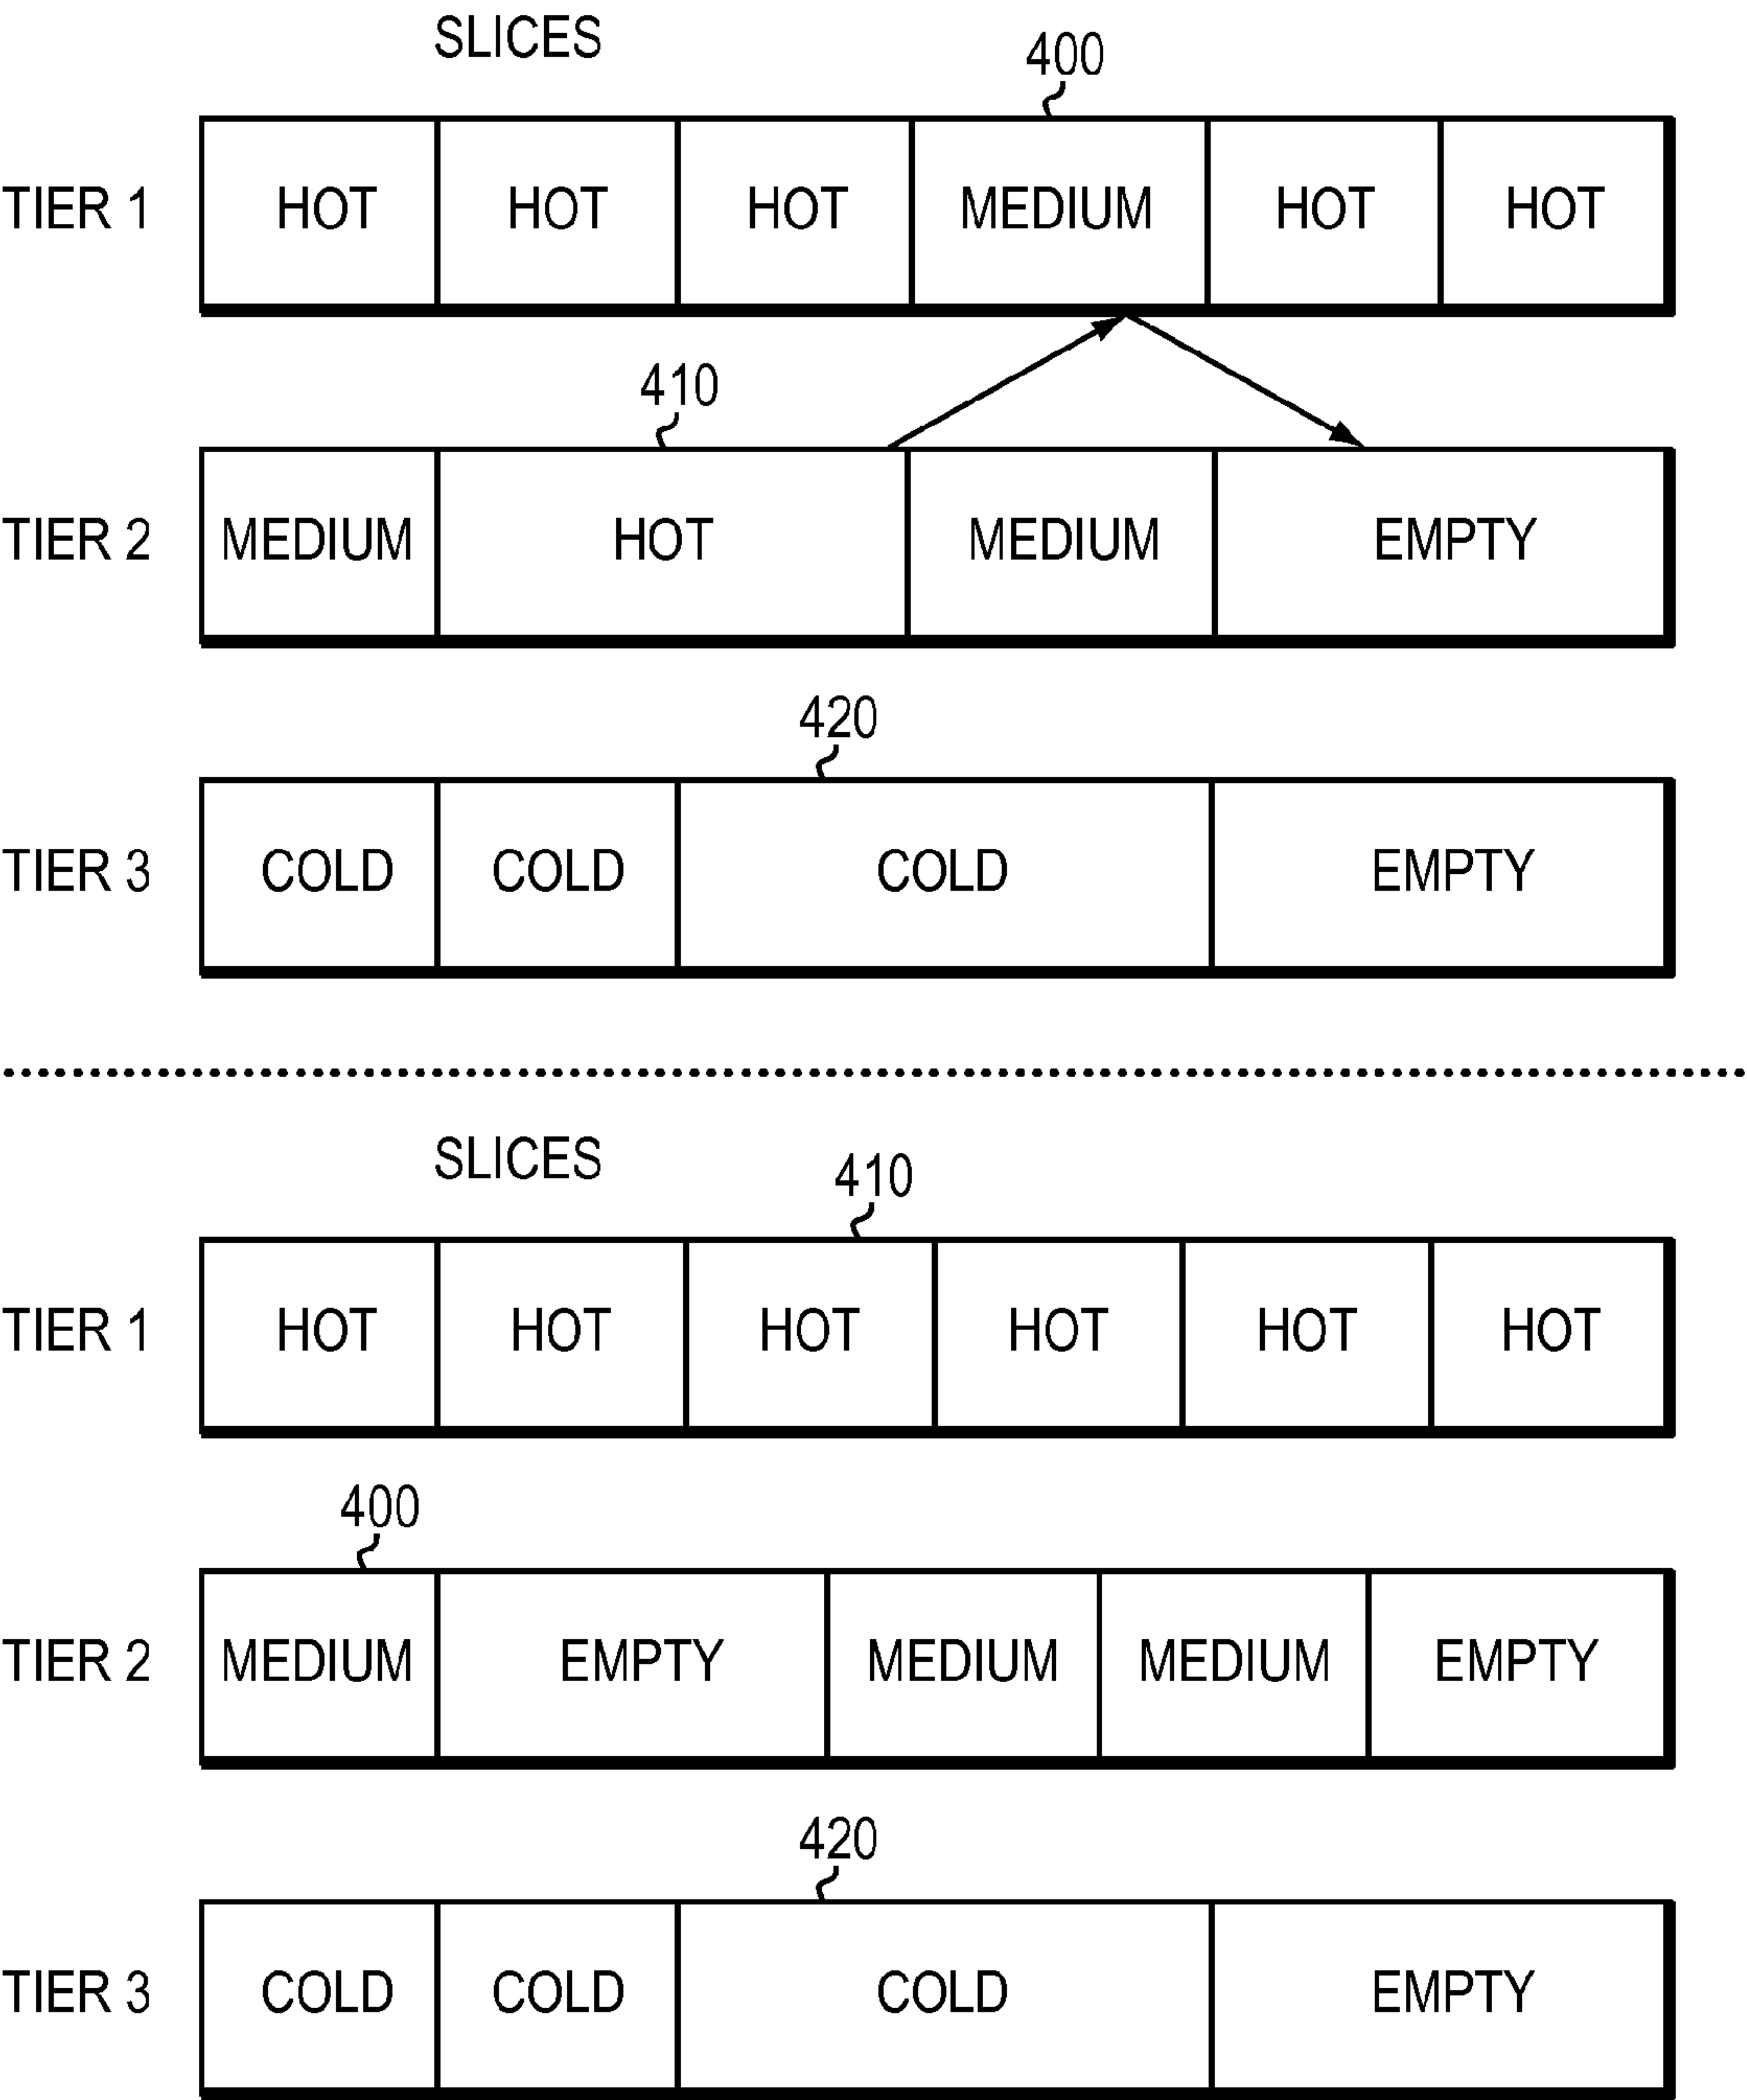 SLICES
400
TIER 1 HOT HOT HOT MEDIUM HOT HOT
410
TIER 2 MEDIUM HOT MEDIUM EMPTY
420
TIER 3 COLD COLD COLD EMPTY
SLICES
410
TIER 1 HOT HOT HOT HOT HOT HOT
400
TIER 2 MEDIUM EMPTY MEDIUM MEDIUM EMPTY
420
TIER 3 COLD COLD COLD EMPTY